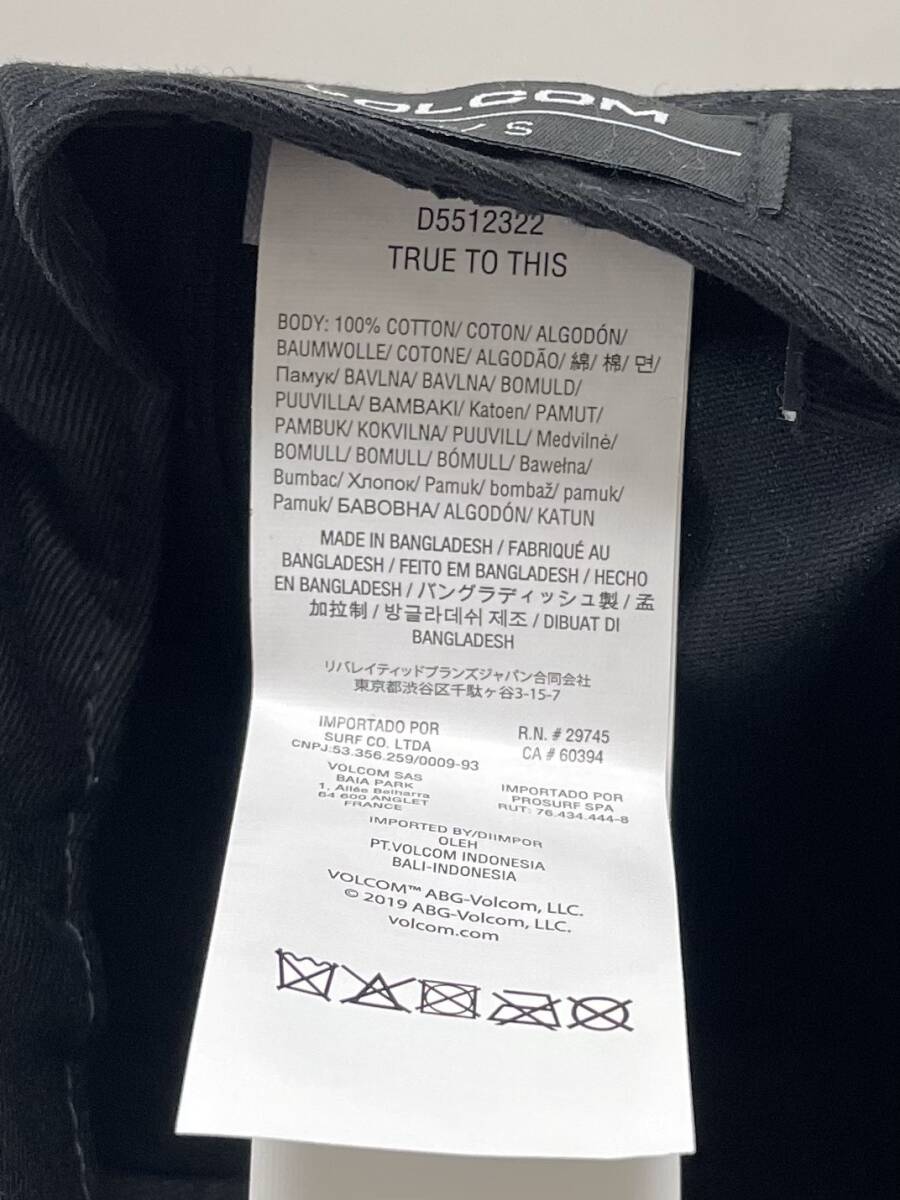 VOLCOM
/S
D5512322
TRUE TO THIS
BODY: 100% COTTON/ COTON/ ALGODÓN/
BAUMWOLLE/ COTONE/ ALGODÃO/ 綿/ 棉/ 면/
Памук/ BAVLNA/ BAVLNA/ BOMULD/
PUUVILLA/ BAMBAKI/ Katoen/ PAMUT/
PAMBUK/ KOKVILNA/ PUUVILL/ Medvilnė/
BOMULL/ BOMULL/ BÓMULL/ Bawełna/
Bumbac/ Хлопок/ Pamuk/ bombaž/ pamuk/
Pamuk/ БАВОВНА/ ALGODÓN/ KATUN
MADE IN BANGLADESH / FABRIQUÉ AU
BANGLADESH / FEITO EM BANGLADESH / HECHO
EN BANGLADESH / バングラディッシュ製 / 孟
加拉制 / 방글라데쉬 제조 / DIBUAT DI
BANGLADESH
リバレイティッドブランズジャパン合同会社
東京都渋谷区千駄ヶ谷3-15-7
IMPORTADO POR
SURF CO. LTDA
CNPJ:53.356.259/0009-93
VOLCOM SAS
BAIA PARK
1, Allée Belharra
64 600 ANGLET
FRANCE
R.N. # 29745
CA # 60394
IMPORTADO POR
PROSURF SPA
RUT: 76.434.444-8
IMPORTED BY/DIIMPOR
OLEH
PT.VOLCOM INDONESIA
BALI-INDONESIA
VOLCOM™ ABG-Volcom, LLC.
© 2019 ABG-Volcom, LLC.
volcom.com